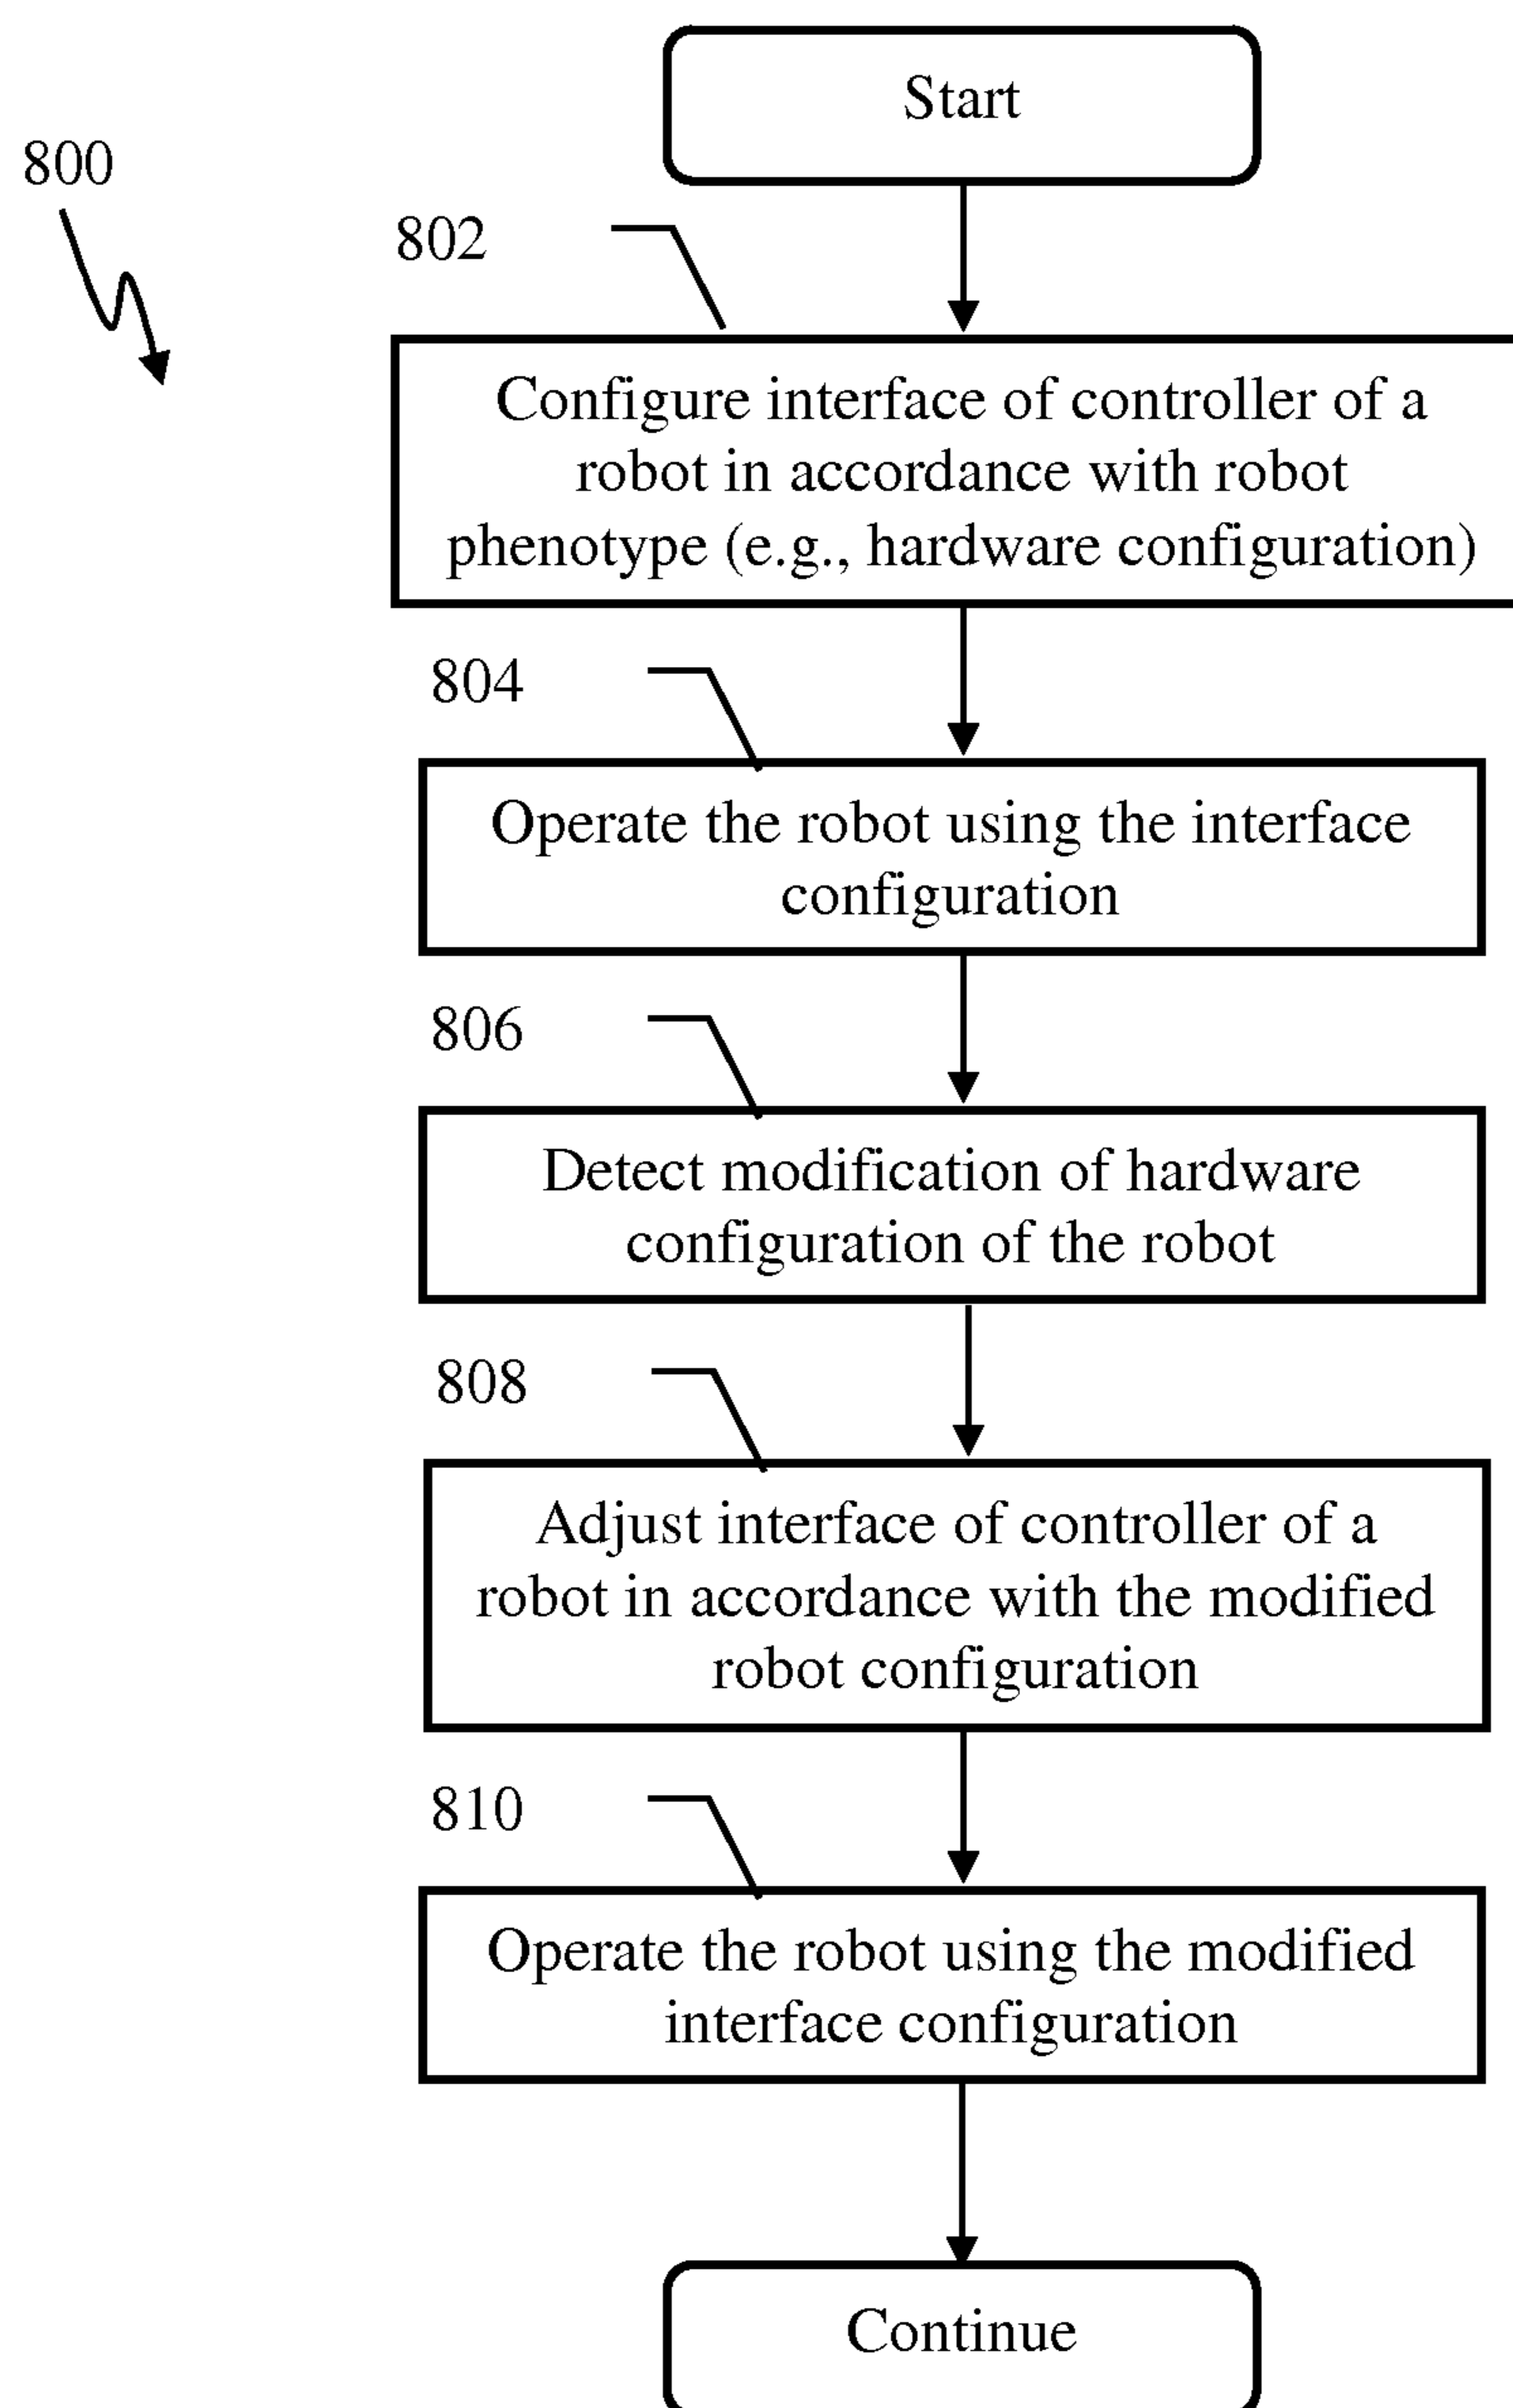 Start
800
802
Configure interface of controller of a
robot in accordance with robot
phenotype (e.g., hardware configuration)
804
Operate the robot using the interface
configuration
806
Detect modification of hardware
configuration of the robot
808
Adjust interface of controller of a
robot in accordance with the modified
robot configuration
810
Operate the robot using the modified
interface configuration
Continue